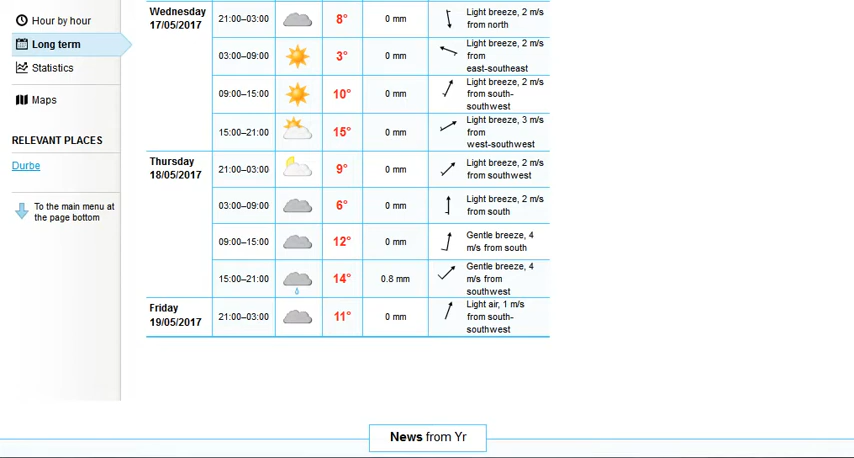 Hour by hour
Long term
Statistics
Maps
RELEVANT PLACES
Durbe
To the main menu at
the page bottom
Wednesday
17/05/2017
21:00–03:00 8° 0 mm Light breeze, 2 m/s
from north
03:00–09:00 3° 0 mm Light breeze, 2 m/s
from
east-southeast
09:00–15:00 10° 0 mm Light breeze, 2 m/s
from south-
southwest
15:00–21:00 15° 0 mm Light breeze, 3 m/s
from
west-southwest
Thursday
18/05/2017
21:00–03:00 9° 0 mm Light breeze, 2 m/s
from southwest
03:00–09:00 6° 0 mm Light breeze, 2 m/s
from south
09:00–15:00 12° 0 mm Gentle breeze, 4
m/s from south
15:00–21:00 14° 0.8 mm Gentle breeze, 4
m/s from
southwest
Friday
19/05/2017
21:00–03:00 11° 0 mm Light air, 1 m/s
from south-
southwest
News from Yr